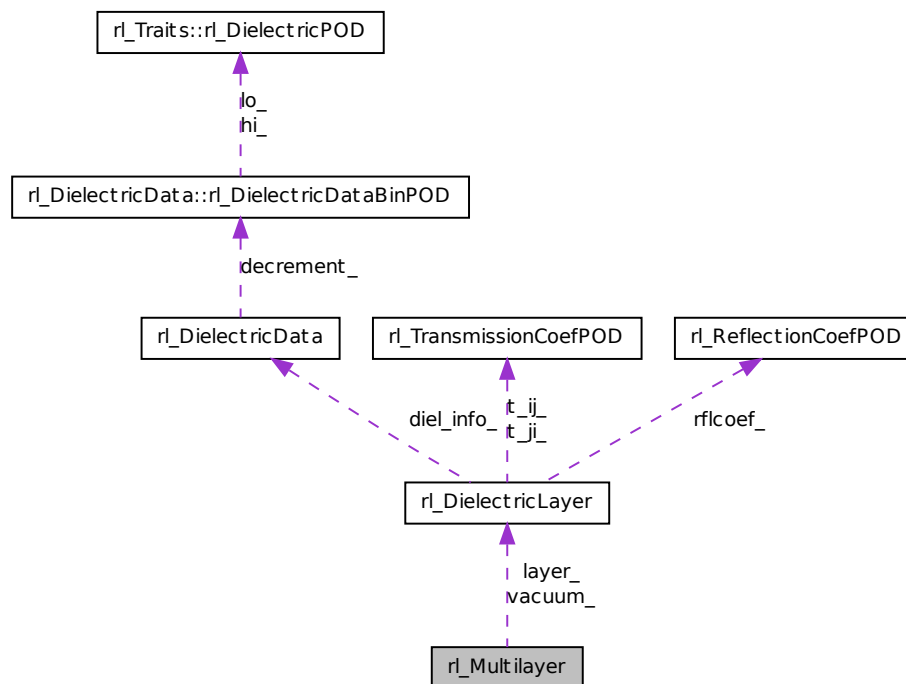 rl_Traits::rl_DielectricPOD
lo_
hi_
rl_DielectricData::rl_DielectricDataBinPOD
decrement_
rl_DielectricData
rl_TransmissionCoefPOD
rl_ReflectionCoefPOD
diel_info_
t_ij_
t_ji_
rflcoef_
rl_DielectricLayer
layer_
vacuum_
rl_Multilayer